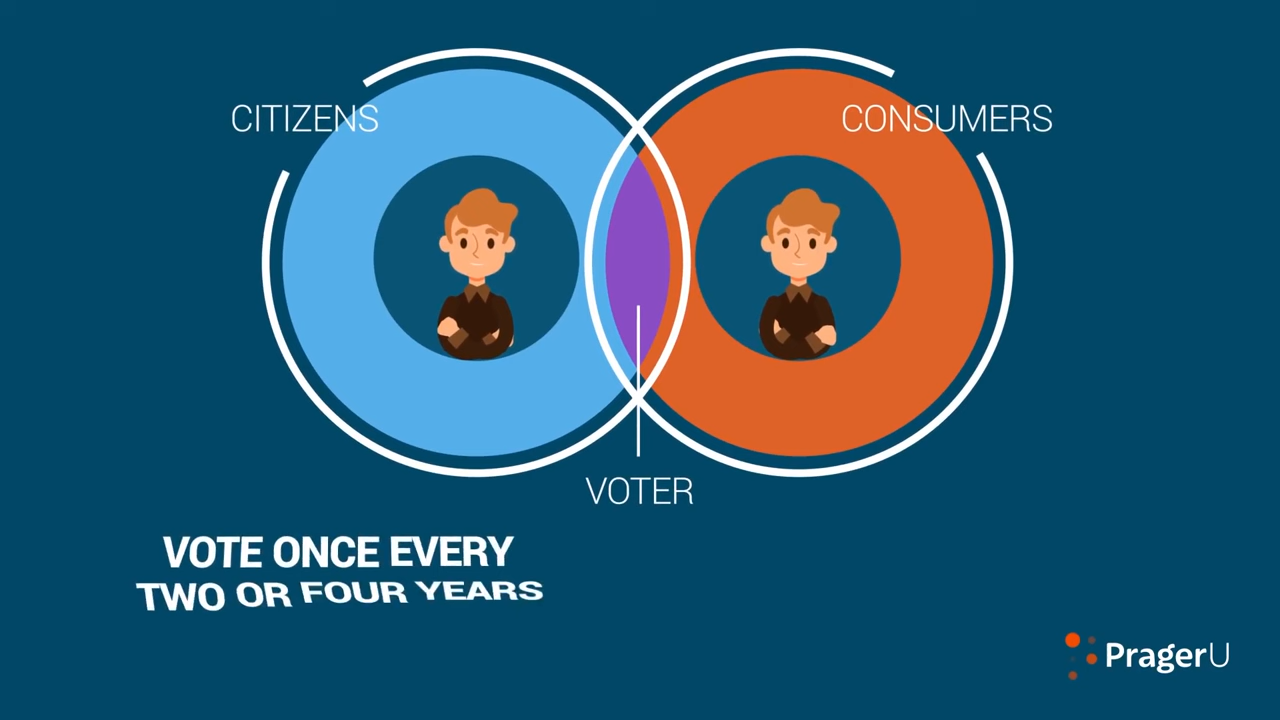 CITIZENS
CONSUMERS
VOTER
VOTE ONCE EVERY
TWO OR FOUR YEARS
PragerU